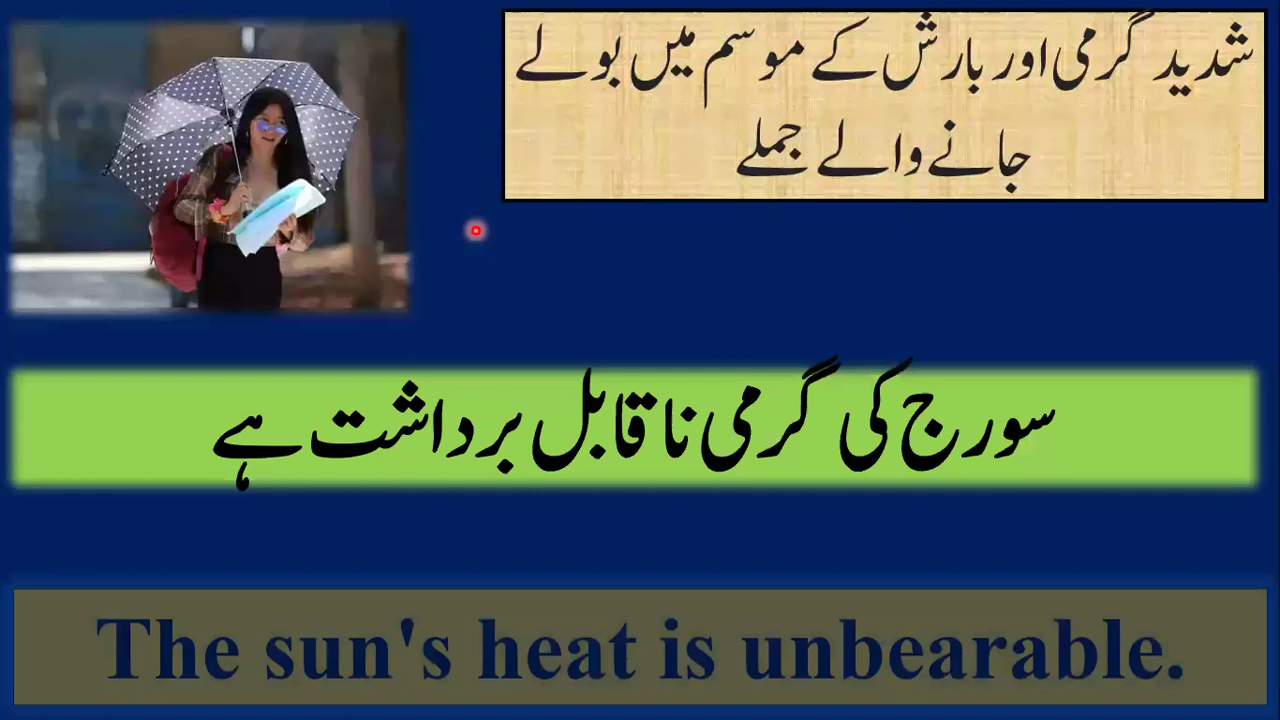 شدید گرمی اور بارش کے موسم میں بولے
جانے والے جملے
سورج کی گرمی ناقابل برداشت ہے
The sun's heat is unbearable.